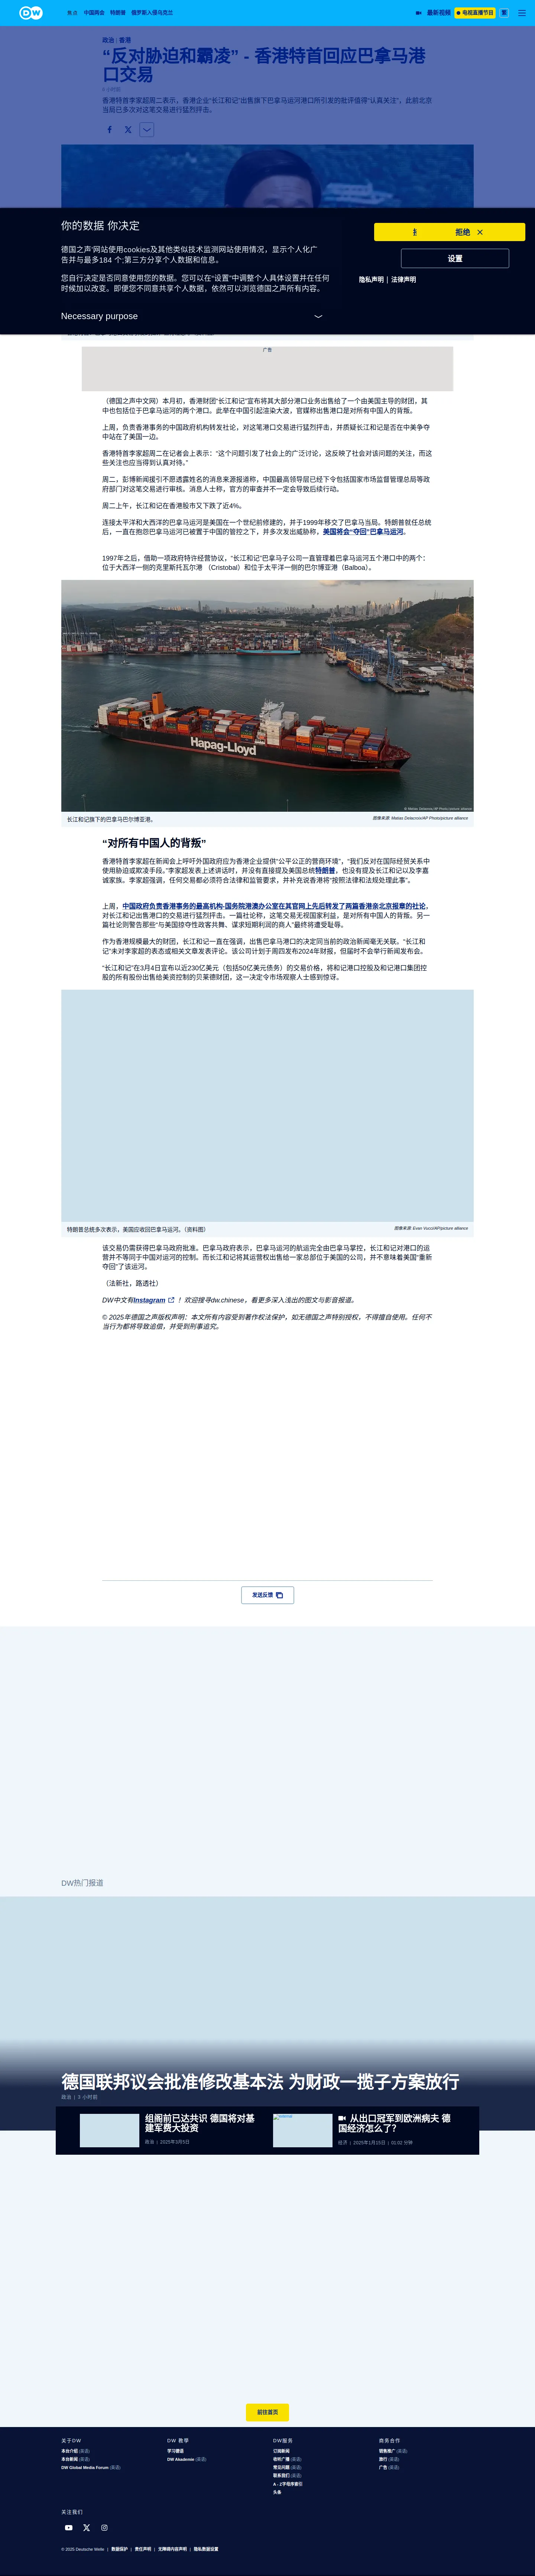 DW
焦点
中国两会
特朗普
俄罗斯入侵乌克兰
最新视频
电视直播节目
繁
政治 | 香港
“反对胁迫和霸凌” - 香港特首回应巴拿马港
口交易
香港特首李家超周二表示，香港企业“长江和记”出售旗下巴拿马运河港口所引发的批评值得“认真关注”，此前北京
当局已多次对这笔交易进行猛烈抨击。
你的数据 你决定
德国之声'网站使用cookies及其他类似技术监测网站使用情况，显示个人化广
告并与最多184 个;第三方分享个人数据和信息。
您自行决定是否同意使用您的数据。您可以在“设置”中调整个人具体设置并在任何
时候加以改变。即使您不同意共享个人数据，依然可以浏览德国之声所有内容。
Necessary purpose
拒绝
设置
隐私声明 | 法律声明
广告
（德国之声中文网）本月初，香港财团“长江和记”宣布将其大部分港口业务出售给了一个由美国主导的财团，其
中也包括位于巴拿马运河的两个港口。此举在中国引起渲染大波，官媒称出售港口是对所有中国人的背叛。
上周，负责香港事务的中国政府机构转发社论，对这笔港口交易进行猛烈抨击，并质疑长江和记是否在中美争夺
中站在了美国一边。
香港特首李家超周二在记者会上表示：“这个问题引发了社会上的广泛讨论，这反映了社会对该问题的关注，而这
些关注也应当得到认真对待。”
周二，彭博新闻援引不愿透露姓名的消息来源报道称，中国最高领导层已经下令包括国家市场监督管理总局等政
府部门对这笔交易进行审核。消息人士称，官方的审查并不一定会导致后续行动。
周二上午，长江和记在香港股市又下跌了近4%。
连接太平洋和大西洋的巴拿马运河是美国在一个世纪前修建的，并于1999年移交了巴拿马当局。特朗普就任总统
后，一直在抱怨巴拿马运河已被置于中国的管控之下，并多次发出威胁称，美国将会“夺回”巴拿马运河。
1997年之后，借助一项政府特许经营协议，“长江和记”巴拿马子公司一直管理着巴拿马运河五个港口中的两个：
位于大西洋一侧的克里斯托瓦尔港 （Cristobal）和位于太平洋一侧的巴尔博亚港（Balboa）。
Hapag-Lloyd
© Matias Delacroix/AP Photo/picture alliance
长江和记旗下的巴拿马巴尔博亚港。
图像来源: Matias Delacroix/AP Photo/picture alliance
“对所有中国人的背叛”
香港特首李家超在新闻会上呼吁外国政府应为香港企业提供“公平公正的营商环境”，“我们反对在国际经贸关系中
使用胁迫或欺凌手段。”李家超发表上述讲话时，并没有直接提及美国总统特朗普，也没有提及长江和记以及李嘉
诚家族。李家超强调，任何交易都必须符合法律和监管要求，并补充说香港将“按照法律和法规处理此事”。
上周，中国政府负责香港事务的最高机构-国务院港澳办公室在其官网上先后转发了两篇香港亲北京报章的社论，
对长江和记出售港口的交易进行猛烈抨击。一篇社论称，这笔交易无视国家利益，是对所有中国人的背叛。另一
篇社论则警告那些“与美国掠夺性政客共舞、谋求短期利润的商人”最终将遭受耻辱。
作为香港规模最大的财团，长江和记一直在强调，出售巴拿马港口的决定同当前的政治新闻毫无关联。“长江和
记”未对李家超的表态或相关文章发表评论。该公司计划于周四发布2024年财报，但届时不会举行新闻发布会。
“长江和记”在3月4日宣布以近230亿美元（包括50亿美元债务）的交易价格，将和记港口控股及和记港口集团控
股的所有股份出售给美资控制的贝莱德财团，这一决定令市场观察人士感到惊讶。
特朗普总统多次表示，美国应收回巴拿马运河。（资料图）
图像来源: Evan Vucci/AP/picture alliance
该交易仍需获得巴拿马政府批准。巴拿马政府表示，巴拿马运河的航运完全由巴拿马掌控，长江和记对港口的运
营并不等同于中国对运河的控制。而长江和记将其运营权出售给一家总部位于美国的公司，并不意味着美国“重新
夺回”了该运河。
（法新社，路透社）
DW中文有Instagram ！欢迎搜寻dw.chinese，看更多深入浅出的图文与影音报道。
© 2025年德国之声版权声明：本文所有内容受到著作权法保护，如无德国之声特别授权，不得擅自使用。任何不
当行为都将导致追偿，并受到刑事追究。
发送反馈
DW热门报道
德国联邦议会批准修改基本法 为财政一揽子方案放行
政治 | 3 小时前
组阁前已达共识 德国将对基
建军费大投资
政治 | 2025年3月5日
从出口冠军到欧洲病夫 德
国经济怎么了？
经济 | 2025年1月15日 | 01:02 分钟
前往首页
关于DW
本台介绍 (英语)
本台新闻 (英语)
DW Global Media Forum (英语)
DW 教学
学习德语
DW Akademie (英语)
DW服务
订阅新闻
收听广播 (英语)
常见问题 (英语)
联系我们 (英语)
A - Z字母序索引
头条
商务合作
销售推广 (英语)
旅行 (英语)
广告 (英语)
关注我们
© 2025 Deutsche Welle | 数据保护 | 责任声明 | 无障碍内容声明 | 隐私数据设置